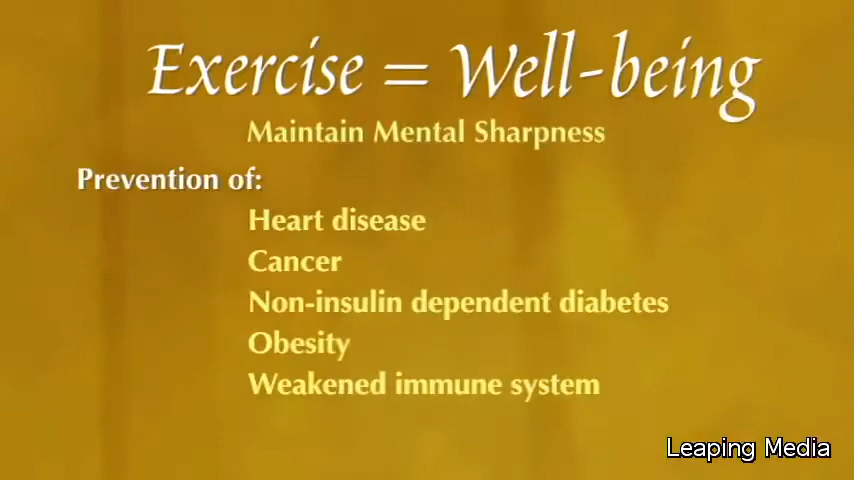 Exercise = Well-being
Maintain Mental Sharpness
Prevention of:
Heart disease
Cancer
Non-insulin dependent diabetes
Obesity
Weakened immune system
Leaping Media